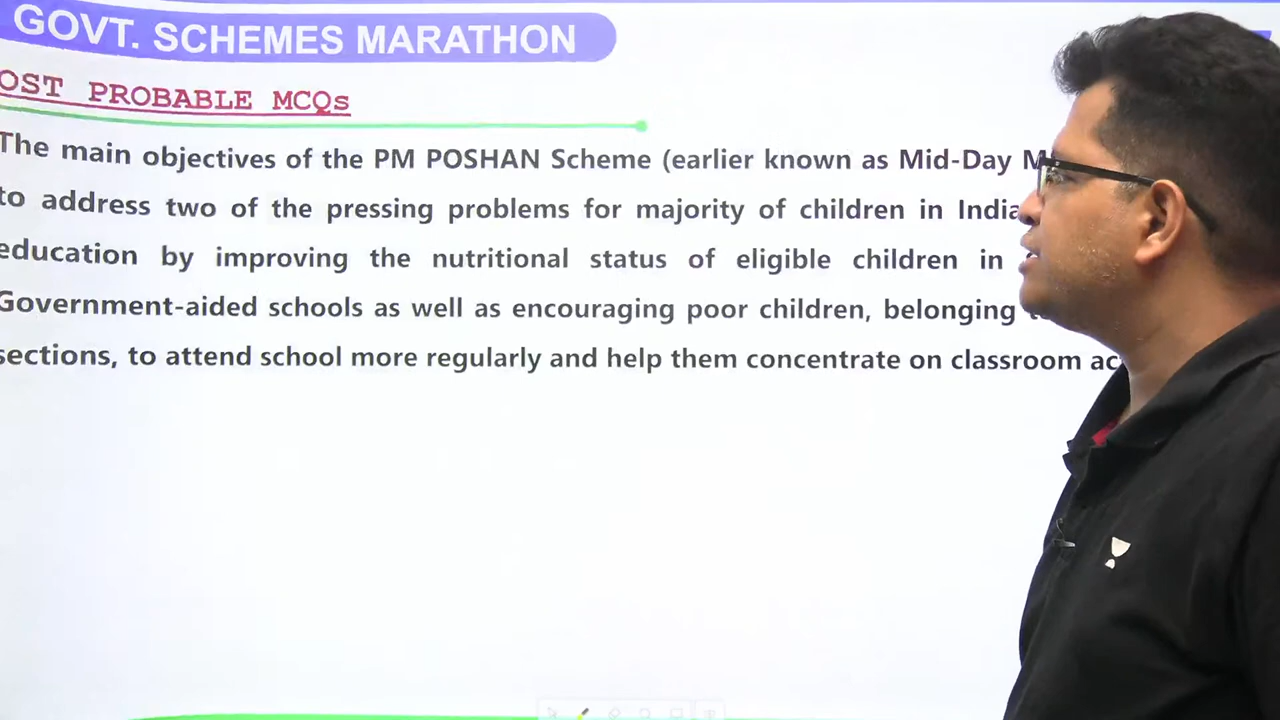 GOVT. SCHEMES MARATHON
OST PROBABLE MCQs
The main objectives of the PM POSHAN Scheme (earlier known as Mid-Day
to address two of the pressing problems for majority of children in India
education by improving the nutritional status of eligible children in
Government-aided schools as well as encouraging poor children, belonging
sections, to attend school more regularly and help them concentrate on classroom